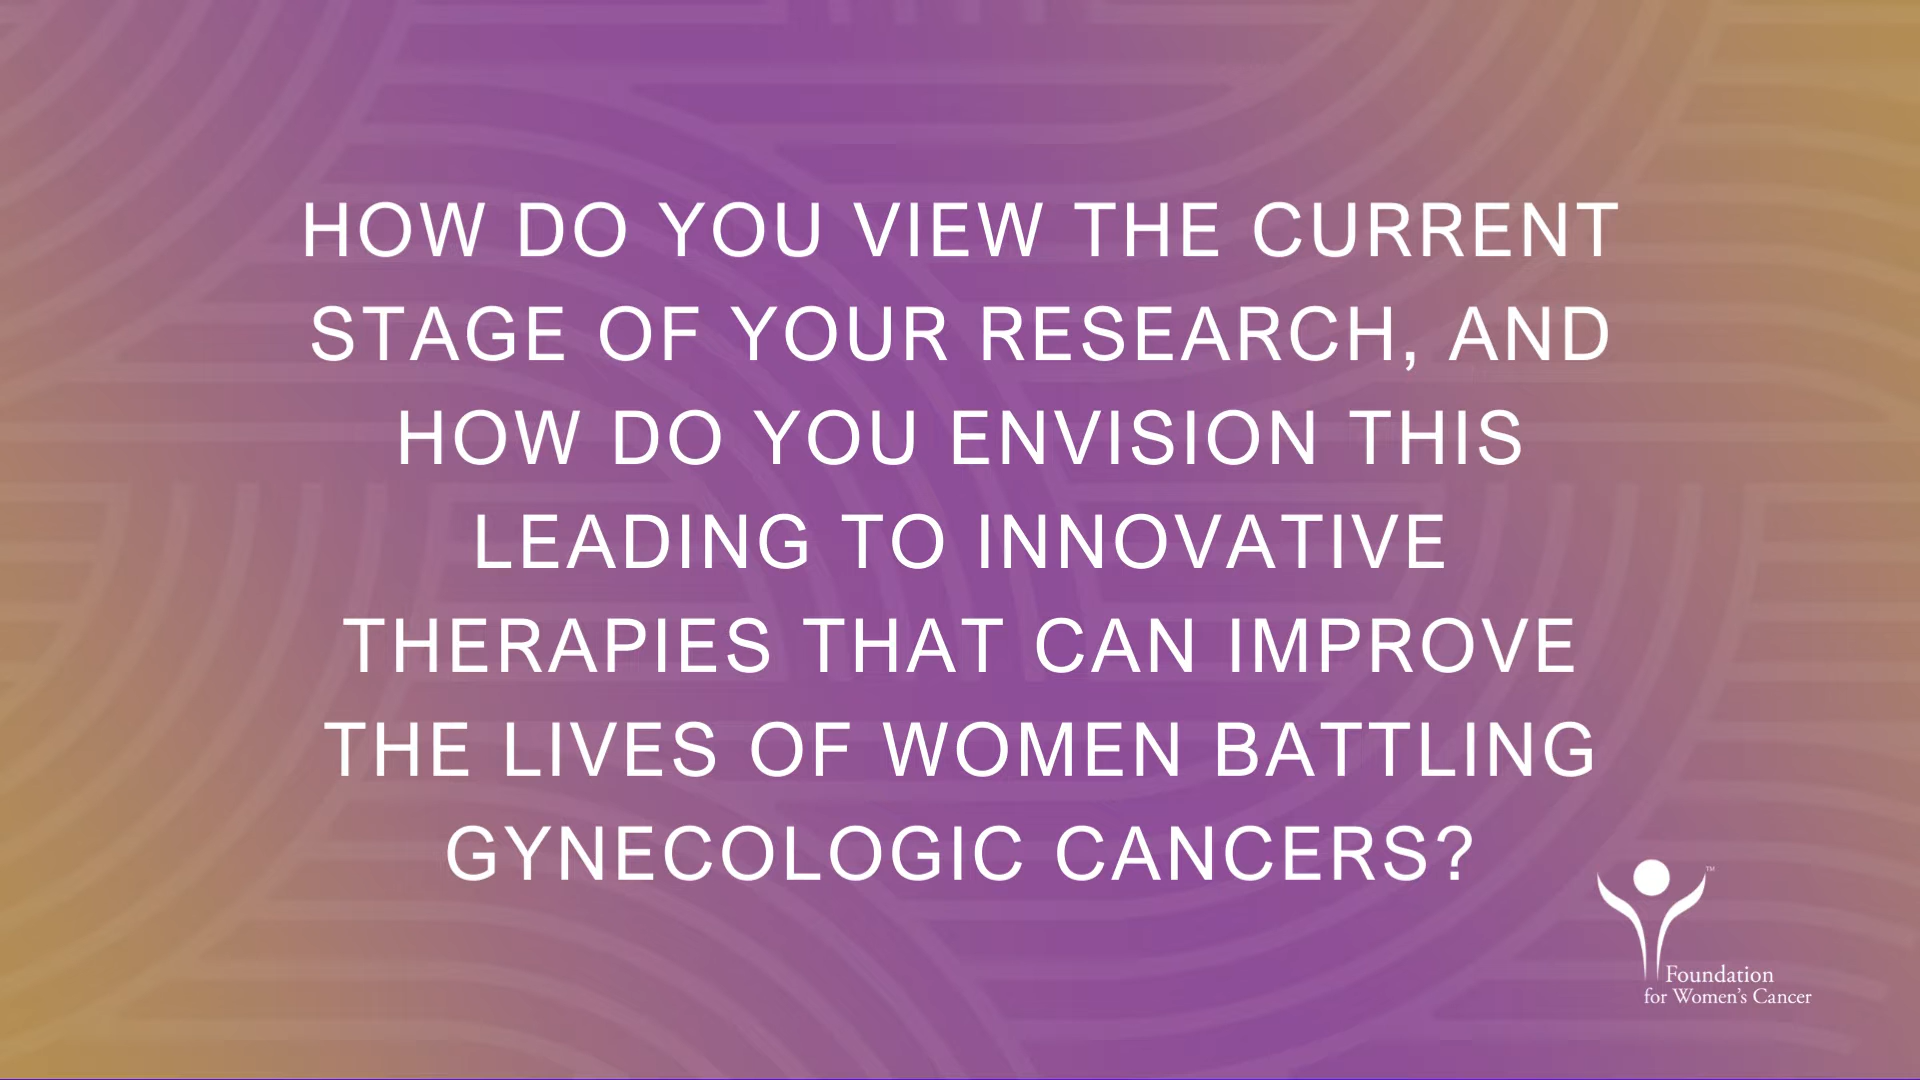 HOW DO YOU VIEW THE CURRENT
STAGE OF YOUR RESEARCH, AND
HOW DO YOU ENVISION THIS
LEADING TO INNOVATIVE
THERAPIES THAT CAN IMPROVE
THE LIVES OF WOMEN BATTLING
GYNECOLOGIC CANCERS?
™
Foundation
for Women's Cancer